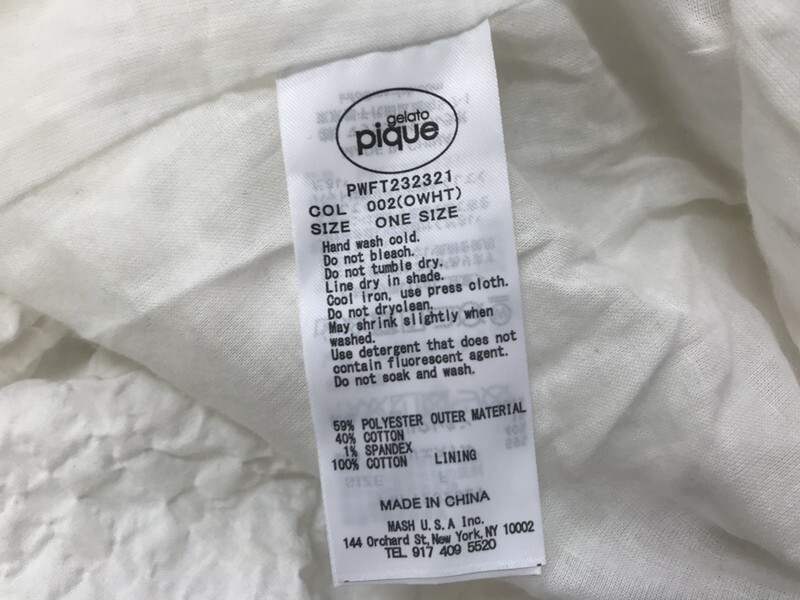 gelato
pique
PWFT232321
COL 002(OWHT)
SIZE ONE SIZE
Hand wash cold.
Do not bleach.
Do not tumble dry.
Line dry in shade.
Cool iron, use press cloth.
Do not dryclean.
May shrink slightly when
washed.
Use detergent that does not
contain fluorescent agent.
Do not soak and wash.
59% POLYESTER OUTER MATERIAL
40% COTTON
1% SPANDEX
100% COTTON LINING
MADE IN CHINA
MASH U.S.A Inc.
144 Orchard St,New York,NY 10002
TEL 917 409 5520